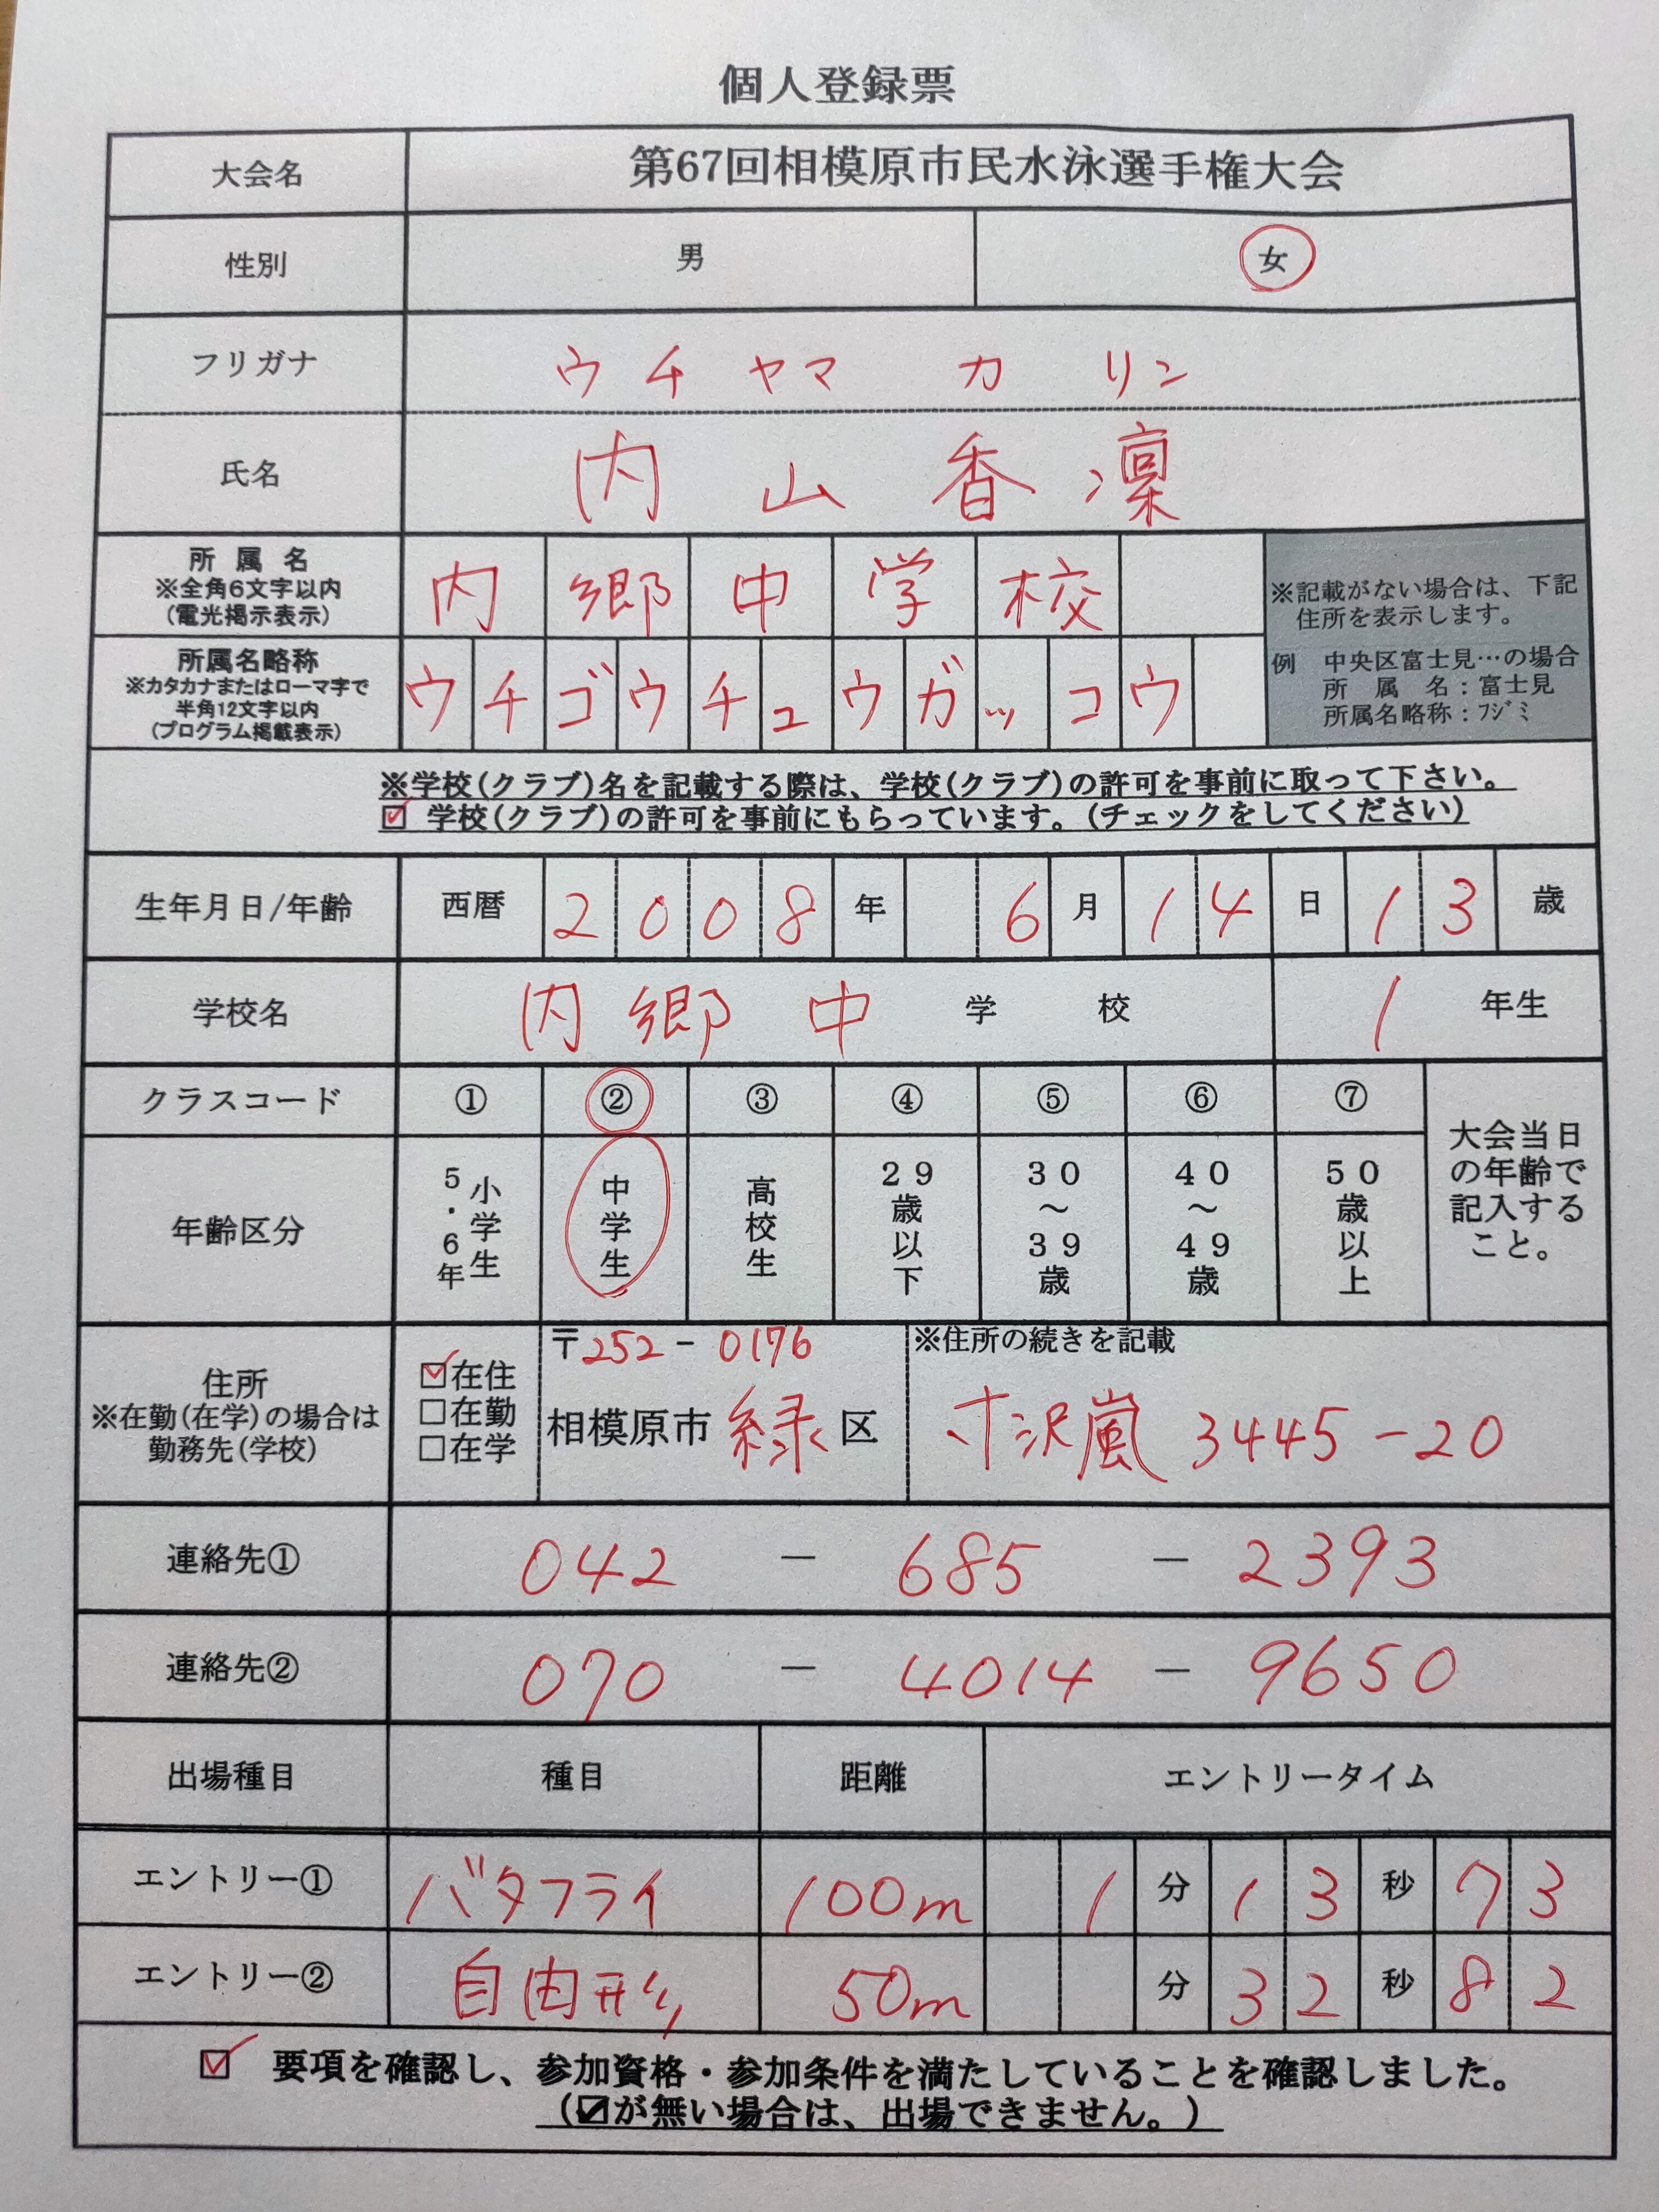 個人登録票
大会名 第67回相模原市民水泳選手権大会
性別 男 女
フリガナ ウチヤマ カリン
氏名 内山香凜
所属名 ※全角6文字以内 (電光掲示表示) 内郷中学校
※記載がない場合は、下記住所を表示します。
例 中央区富士見…の場合
所属名：富士見
所属名略称：ﾌｼﾞﾐ
所属名略称 ※カタカナまたはローマ字で半角12文字以内 (プログラム掲載表示) ウチゴウチュウガッコウ
※学校(クラブ)名を記載する際は、学校(クラブ)の許可を事前に取って下さい。
☑ 学校(クラブ)の許可を事前にもらっています。(チェックをしてください)
生年月日/年齢 西暦 2008年 6月14日 13歳
学校名 内郷中学校 1年生
クラスコード ① ② ③ ④ ⑤ ⑥ ⑦
年齢区分 小学生5・6年 中学生 高校生 29歳以下 30～39歳 40～49歳 50歳以上
大会当日の年齢で記入すること。
住所 ※在勤(在学)の場合は勤務先(学校)
☑在住
□在勤
□在学
〒252-0176
相模原市緑区
※住所の続きを記載
寸沢嵐 3445-20
連絡先① 042 － 685 － 2393
連絡先② 070 － 4014 － 9650
出場種目 種目 距離 エントリータイム
エントリー① バタフライ 100m 1分13秒73
エントリー② 自由形 50m 分32秒82
☑ 要項を確認し、参加資格・参加条件を満たしていることを確認しました。
(☑が無い場合は、出場できません。)